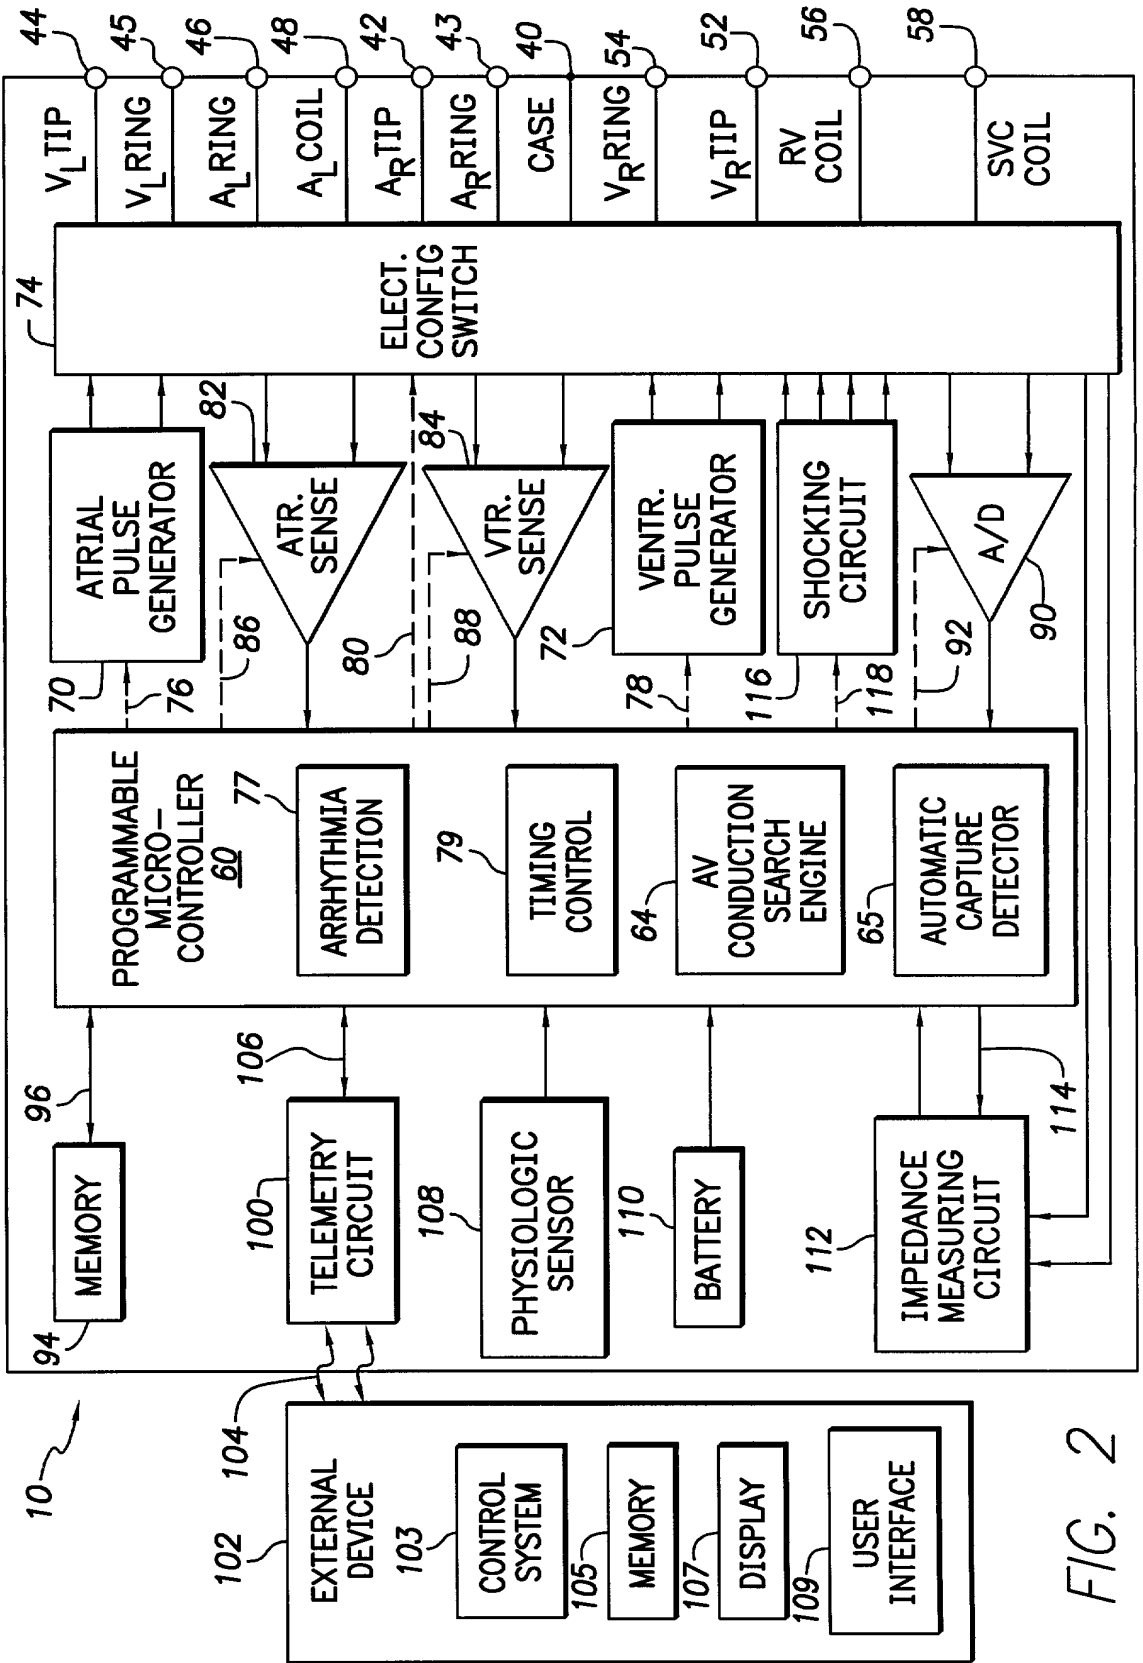 44
45
46
48
42
43
40
54
52
56
58
VL TIP
VL RING
AL RING
AL COIL
AR TIP
AR RING
CASE
VR RING
VR TIP
RV
COIL
SVC
COIL
74
ELECT.
CONFIG
SWITCH
ATRIAL
PULSE
GENERATOR
70
76
82
ATR.
SENSE
86
80
84
VTR.
SENSE
88
VENTR.
PULSE
GENERATOR
72
78
SHOCKING
CIRCUIT
116
118
A/D
90
92
PROGRAMMABLE
MICRO-
CONTROLLER
60
77
ARRHYTHMIA
DETECTION
79
TIMING
CONTROL
64
AV
CONDUCTION
SEARCH
ENGINE
65
AUTOMATIC
CAPTURE
DETECTOR
96
MEMORY
94
106
100
TELEMETRY
CIRCUIT
108
PHYSIOLOGIC
SENSOR
110
BATTERY
112
IMPEDANCE
MEASURING
CIRCUIT
114
10
104
102
EXTERNAL
DEVICE
103
CONTROL
SYSTEM
105
MEMORY
107
DISPLAY
109
USER
INTERFACE
FIG. 2